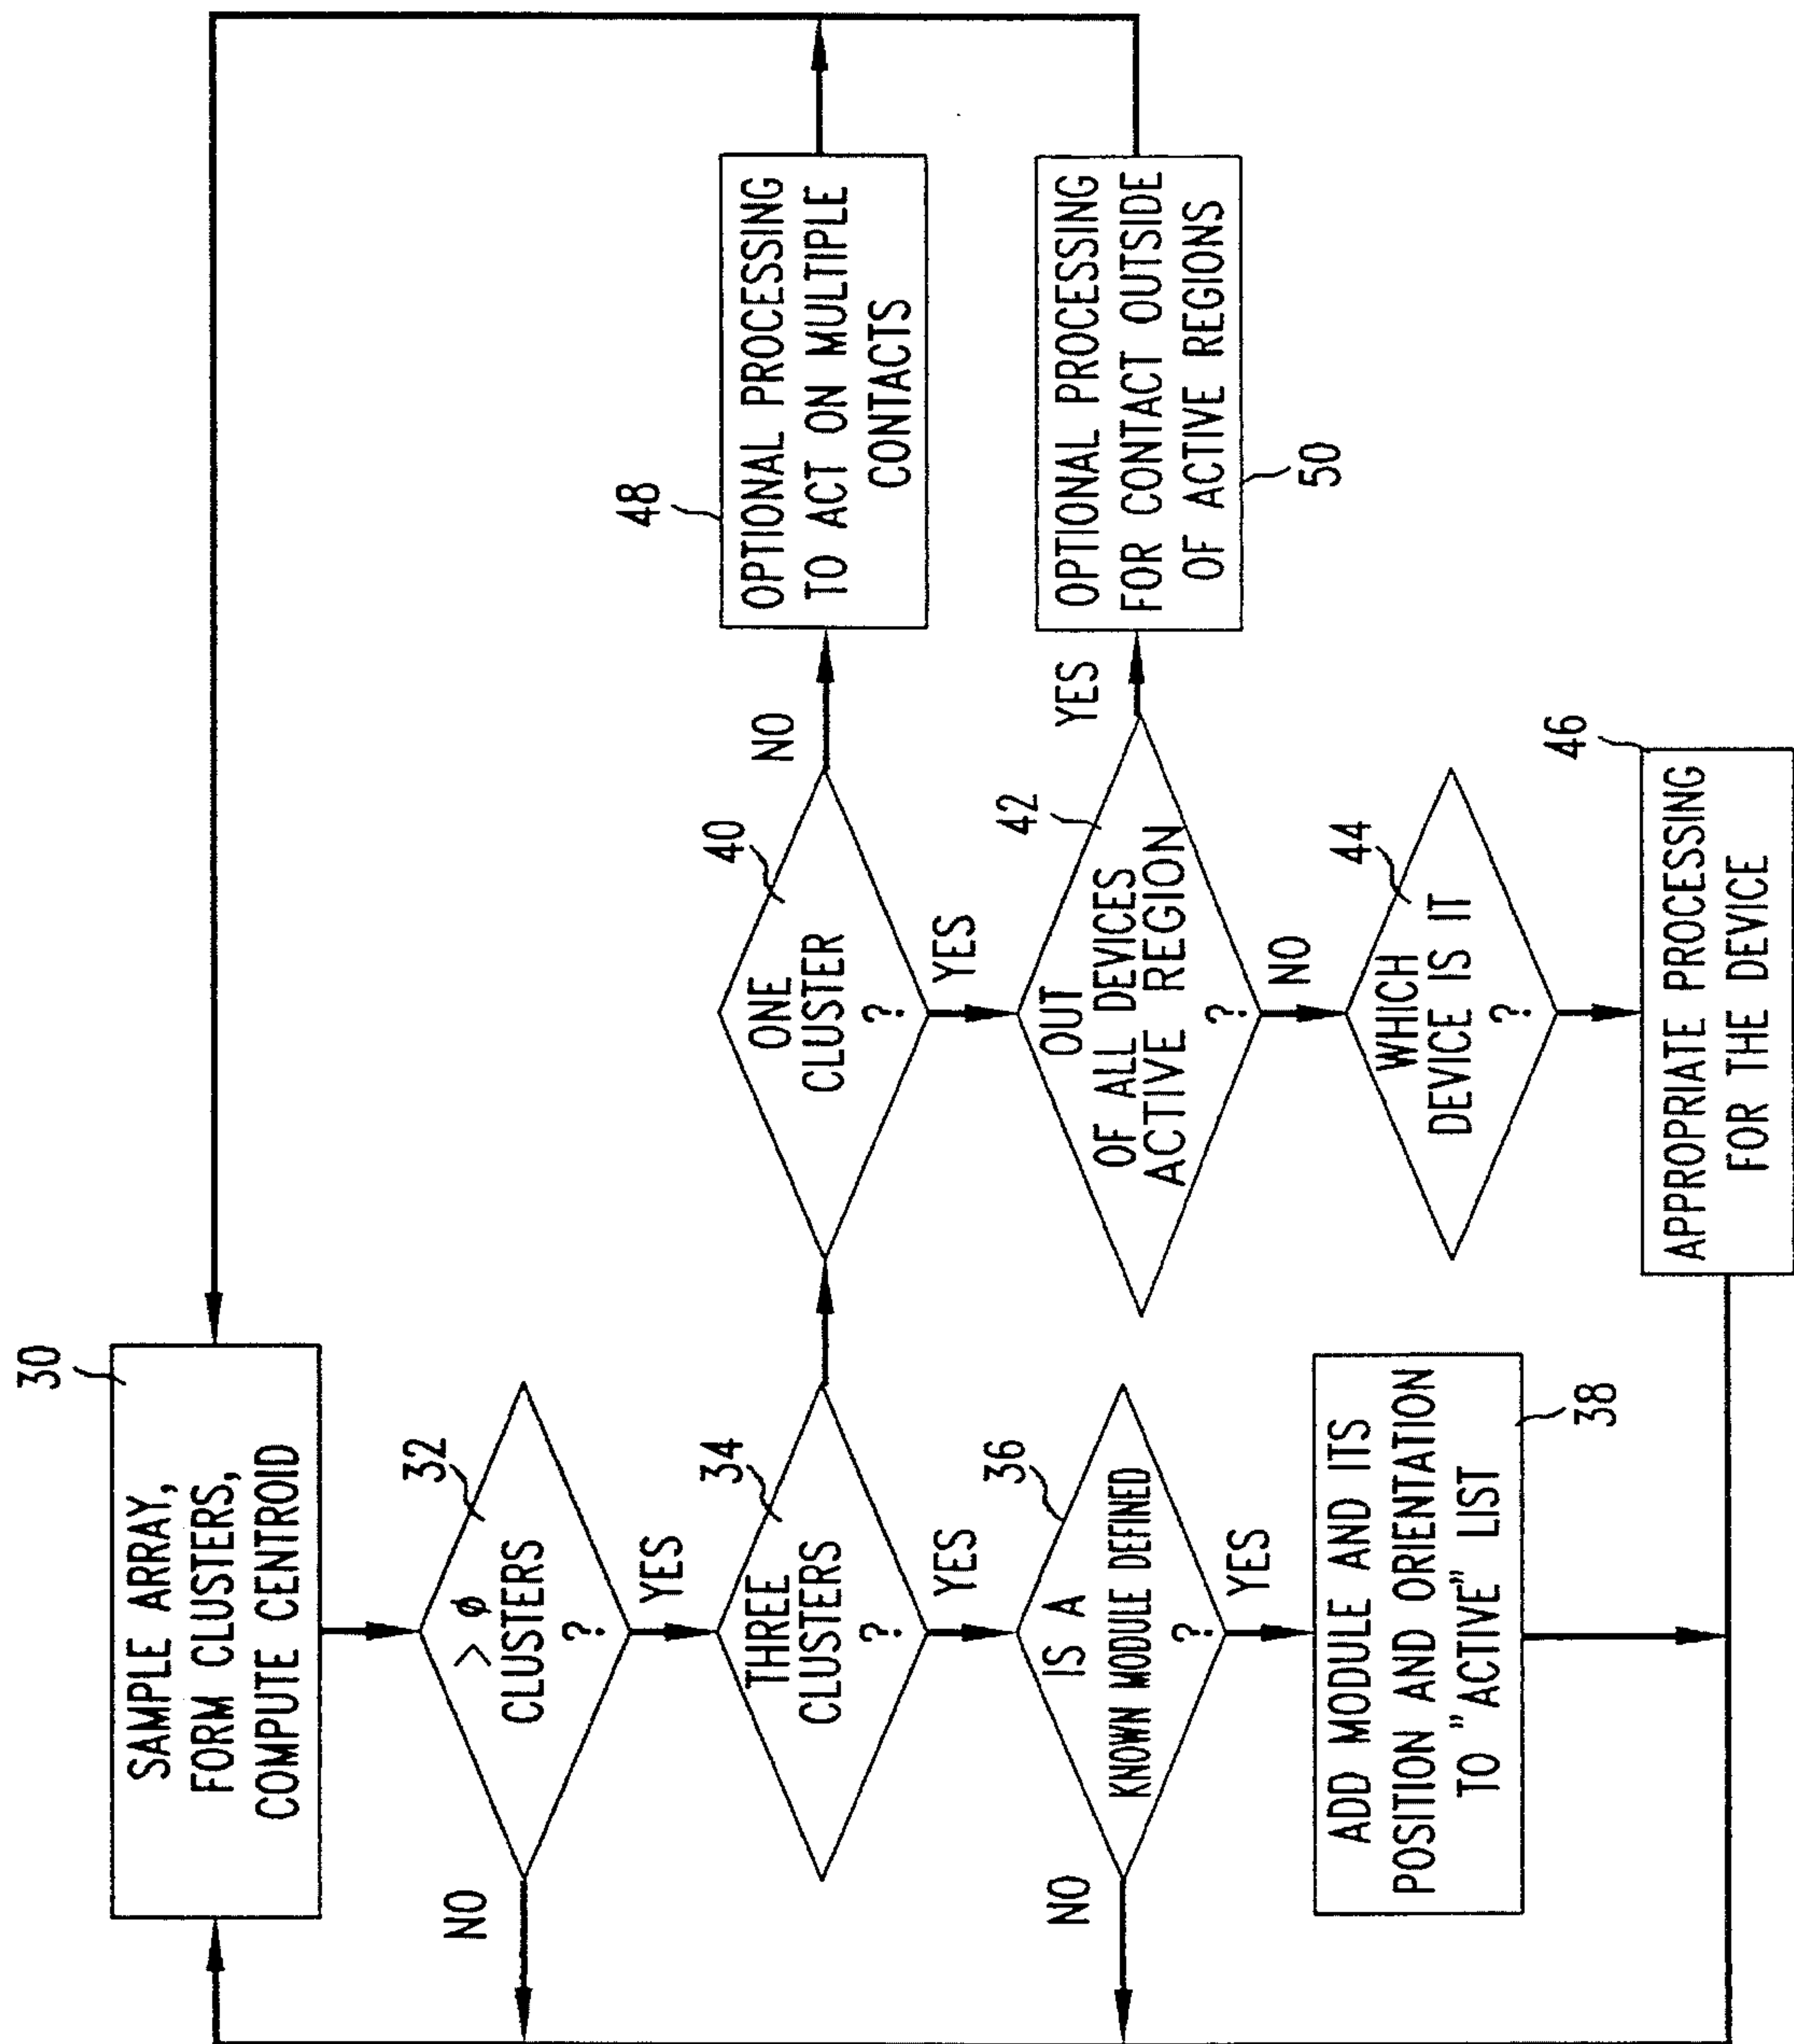 30
SAMPLE ARRAY,
FORM CLUSTERS,
COMPUTE CENTROID
32
> ϕ
CLUSTERS
?
NO
YES
34
THREE
CLUSTERS
?
YES
36
IS A
KNOWN MODULE DEFINED
?
NO
YES
ADD MODULE AND ITS
POSITION AND ORIENTATION
TO "ACTIVE" LIST
38
40
ONE
CLUSTER
?
NO
YES
48
OPTIONAL PROCESSING
TO ACT ON MULTIPLE
CONTACTS
42
OUT
OF ALL DEVICES
ACTIVE REGION
?
YES
NO
OPTIONAL PROCESSING
FOR CONTACT OUTSIDE
OF ACTIVE REGIONS
50
44
WHICH
DEVICE IS IT
?
46
APPROPRIATE PROCESSING
FOR THE DEVICE